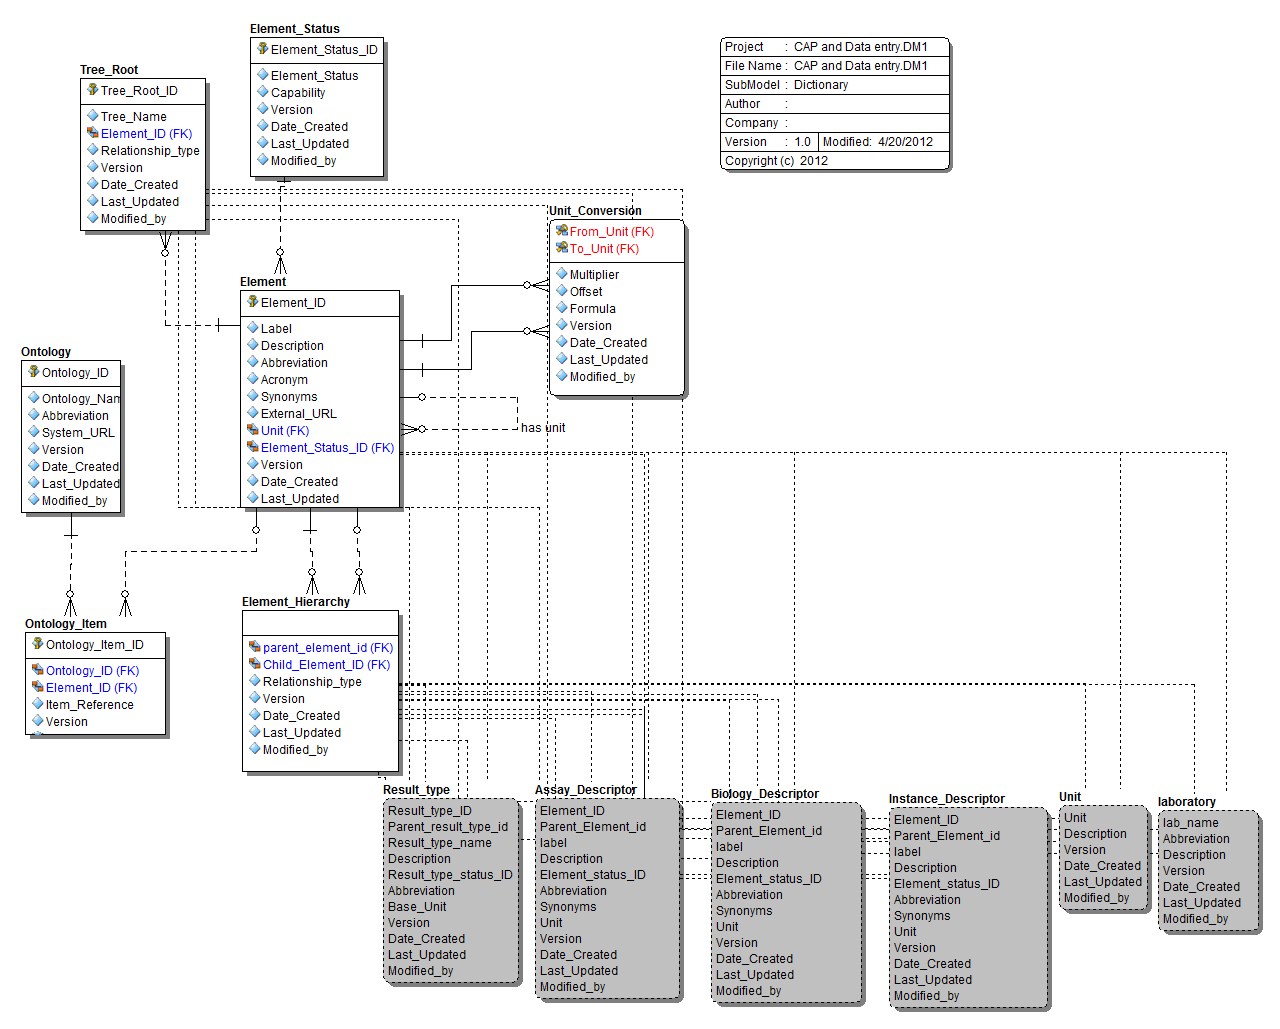 Element_Status
Element_Status_ID
Element_Status
Capability
Version
Date_Created
Last_Updated
Modified_by
Project : CAP and Data entry.DM1
File Name : CAP and Data entry.DM1
SubModel : Dictionary
Author :
Company :
Version : 1.0 Modified: 4/20/2012
Copyright (c) 2012
Tree_Root
Tree_Root_ID
Tree_Name
Element_ID (FK)
Relationship_type
Version
Date_Created
Last_Updated
Modified_by
Unit_Conversion
From_Unit (FK)
To_Unit (FK)
Multiplier
Offset
Formula
Version
Date_Created
Last_Updated
Modified_by
Element
Element_ID
Label
Description
Abbreviation
Acronym
Synonyms
External_URL
Unit (FK)
Element_Status_ID (FK)
Version
Date_Created
Last_Updated
has unit
Ontology
Ontology_ID
Ontology_Nam
Abbreviation
System_URL
Version
Date_Created
Last_Updated
Modified_by
Ontology_Item
Ontology_Item_ID
Ontology_ID (FK)
Element_ID (FK)
Item_Reference
Version
Element_Hierarchy
parent_element_id (FK)
Child_Element_ID (FK)
Relationship_type
Version
Date_Created
Last_Updated
Modified_by
Result_type
Result_type_ID
Parent_result_type_id
Result_type_name
Description
Result_type_status_ID
Abbreviation
Base_Unit
Version
Date_Created
Last_Updated
Modified_by
Assay_Descriptor
Element_ID
Parent_Element_id
label
Description
Element_status_ID
Abbreviation
Synonyms
Unit
Version
Date_Created
Last_Updated
Modified_by
Biology_Descriptor
Element_ID
Parent_Element_id
label
Description
Element_status_ID
Abbreviation
Synonyms
Unit
Version
Date_Created
Last_Updated
Modified_by
Instance_Descriptor
Element_ID
Parent_Element_id
label
Description
Element_status_ID
Abbreviation
Synonyms
Unit
Version
Date_Created
Last_Updated
Modified_by
Unit
Unit
Description
Version
Date_Created
Last_Updated
Modified_by
laboratory
lab_name
Abbreviation
Description
Version
Date_Created
Last_Updated
Modified_by